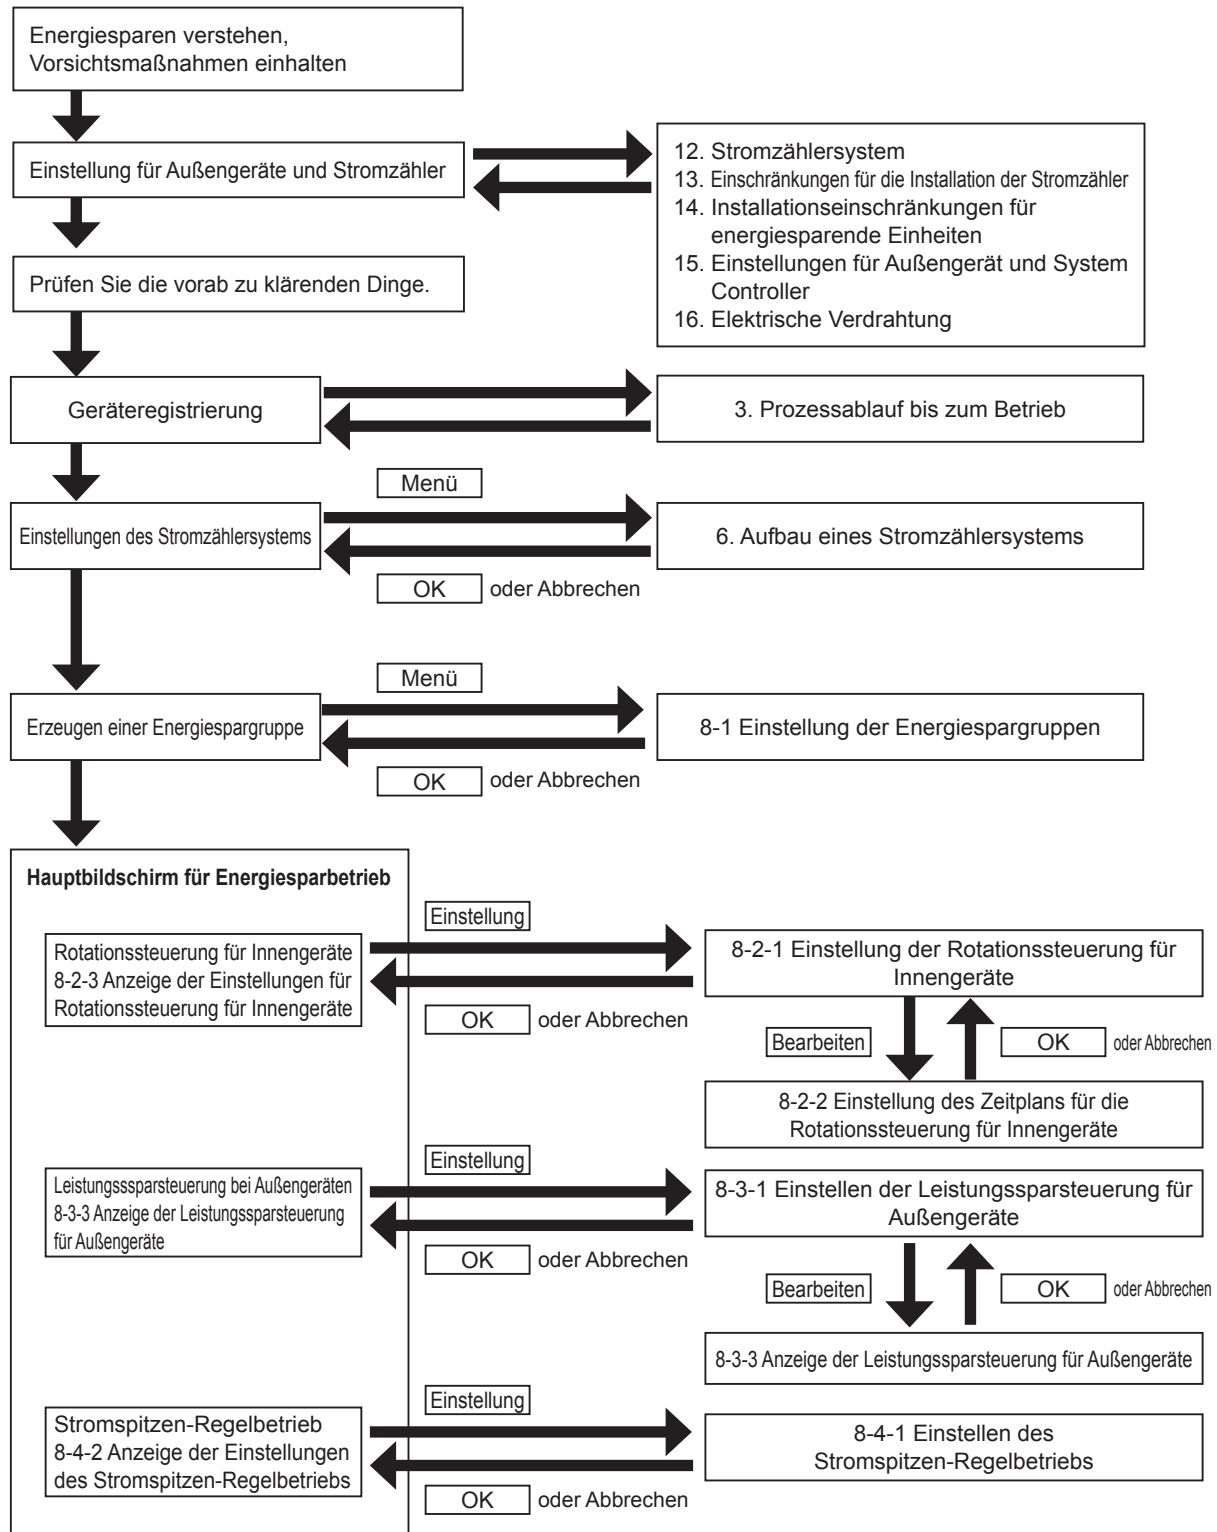 Energiesparen verstehen,
Vorsichtsmaßnahmen einhalten
Einstellung für Außengeräte und Stromzähler
12. Stromzählersystem
13. Einschränkungen für die Installation der Stromzähler
14. Installationseinschränkungen für
energiesparende Einheiten
15. Einstellungen für Außengerät und System
Controller
16. Elektrische Verdrahtung
Prüfen Sie die vorab zu klärenden Dinge.
Geräteregistrierung
3. Prozessablauf bis zum Betrieb
Menü
Einstellungen des Stromzählersystems
6. Aufbau eines Stromzählersystems
OK oder Abbrechen
Menü
Erzeugen einer Energiespargruppe
8-1 Einstellung der Energiespargruppen
OK oder Abbrechen
Hauptbildschirm für Energiesparbetrieb
Einstellung
Rotationssteuerung für Innengeräte
8-2-3 Anzeige der Einstellungen für
Rotationssteuerung für Innengeräte
8-2-1 Einstellung der Rotationssteuerung für
Innengeräte
OK oder Abbrechen
Bearbeiten
OK oder Abbrechen
8-2-2 Einstellung des Zeitplans für die
Rotationssteuerung für Innengeräte
Einstellung
Leistungsssparsteuerung bei Außengeräten
8-3-3 Anzeige der Leistungssparsteuerung
für Außengeräte
8-3-1 Einstellen der Leistungssparsteuerung für
Außengeräte
OK oder Abbrechen
Bearbeiten
OK oder Abbrechen
8-3-3 Anzeige der Leistungssparsteuerung für Außengeräte
Einstellung
Stromspitzen-Regelbetrieb
8-4-2 Anzeige der Einstellungen
des Stromspitzen-Regelbetriebs
8-4-1 Einstellen des
Stromspitzen-Regelbetriebs
OK oder Abbrechen